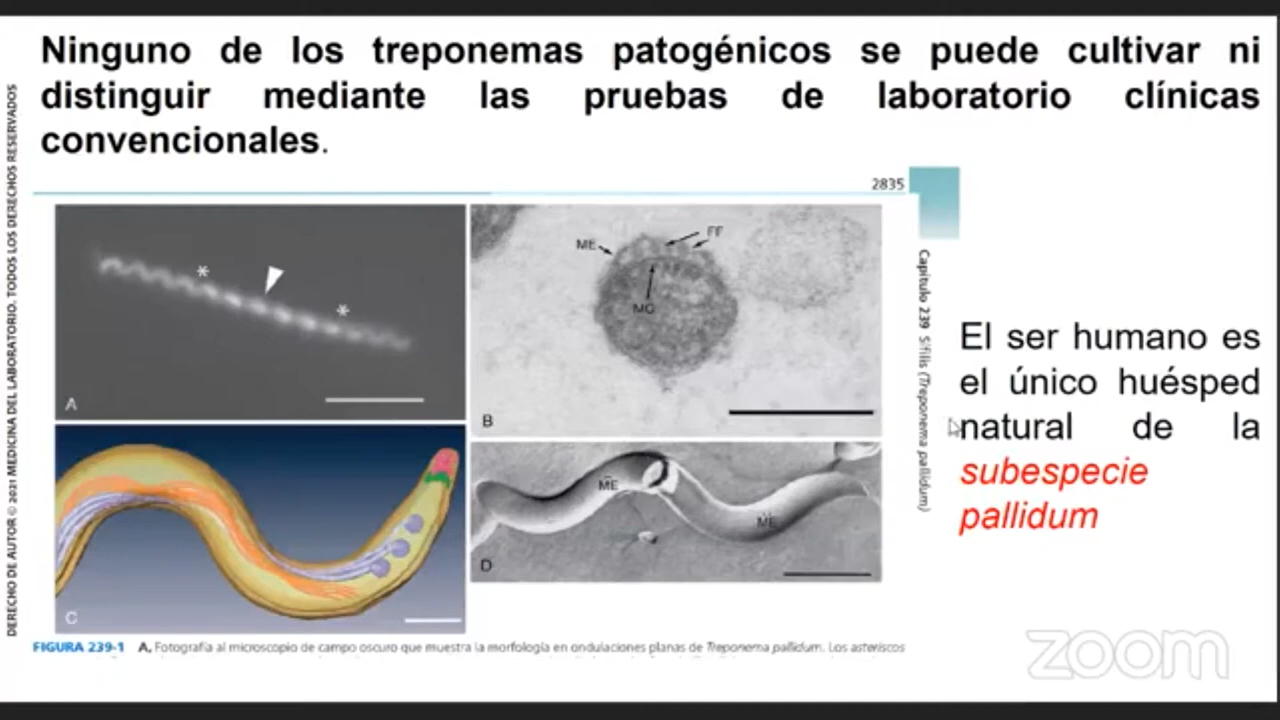 Ninguno de los treponemas patogénicos se puede cultivar ni
distinguir mediante las pruebas de laboratorio clínicas
convencionales.
DERECHO DE AUTOR © 2021 MEDICINA DEL LABORATORIO. TODOS LOS DERECHOS RESERVADOS
2835
Capítulo 239 Sífilis (Treponema pallidum)
* *
A
ME FF
MO
B
C
ME
ME
D
El ser humano es
el único huésped
natural de la
subespecie
pallidum
FIGURA 239-1 A, Fotografía al microscopio de campo oscuro que muestra la morfología en ondulaciones planas de Treponema pallidum. Los asteriscos
zoom